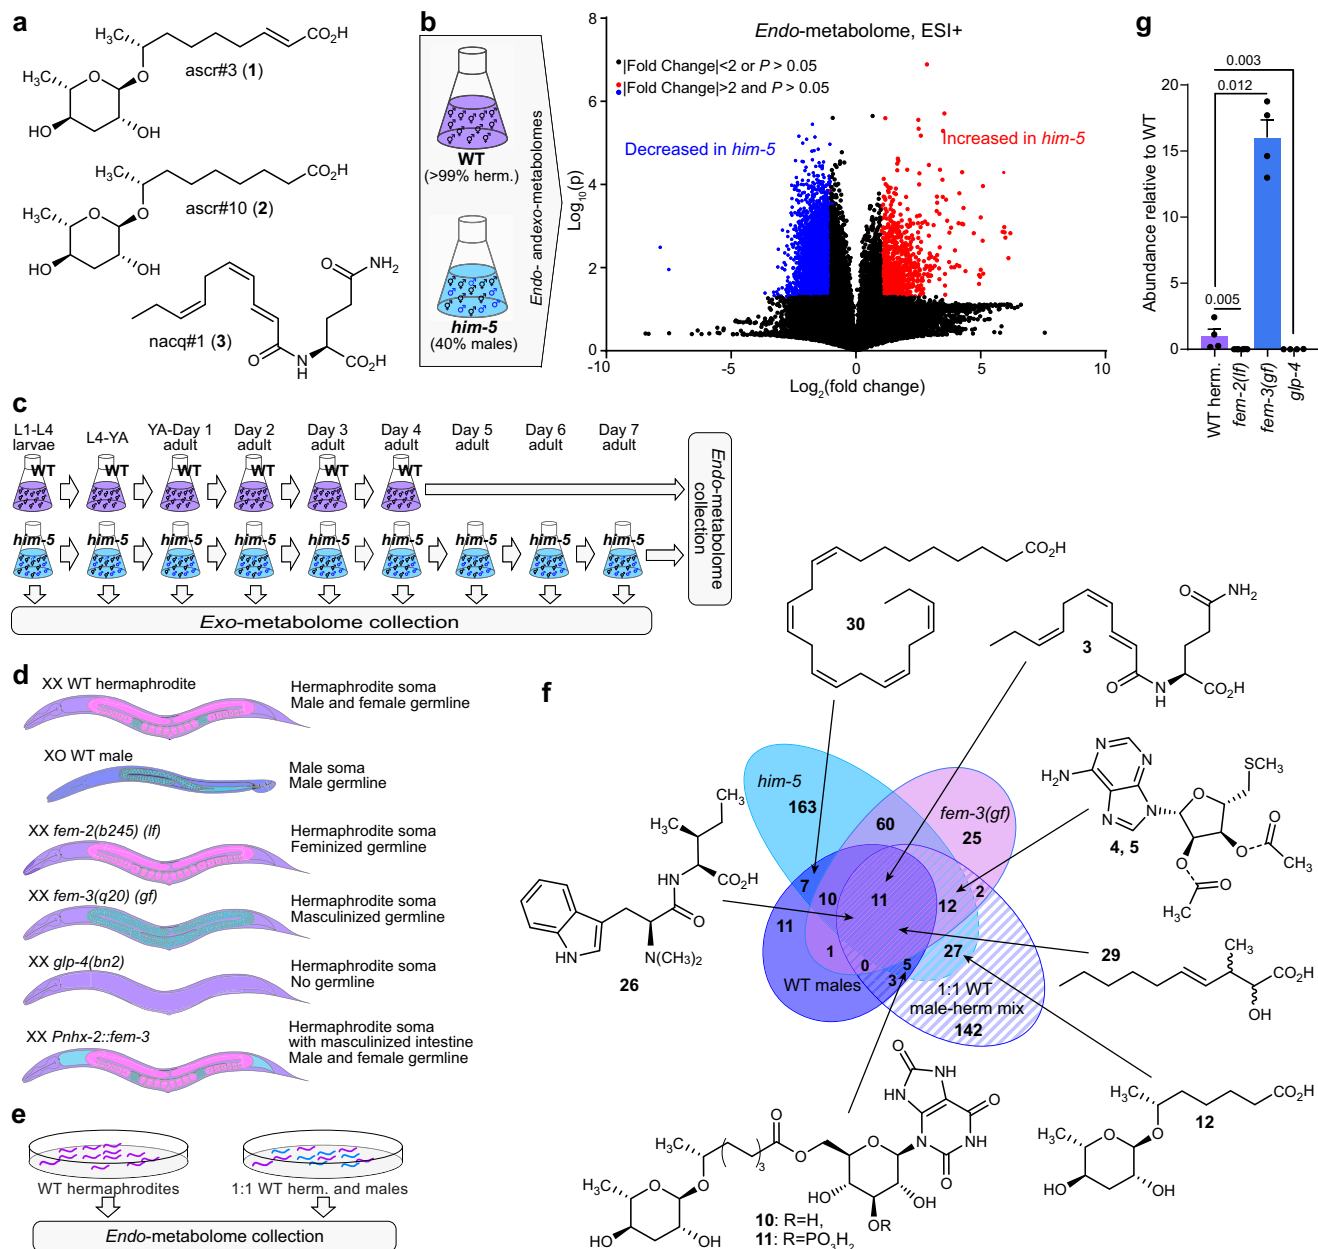 a
H₃C
CO₂H
H₃C
O
O
ascr#3 (1)
HO
OH
H₃C
CO₂H
H₃C
O
O
ascr#10 (2)
HO
OH
O
NH₂
nacq#1 (3)
O
N
H
CO₂H
b
WT
(>99% herm.)
him-5
(40% males)
Endo- andexo-metabolomes
Endo-metabolome, ESI+
|Fold Change|<2 or P > 0.05
|Fold Change|>2 and P > 0.05
Decreased in him-5
Increased in him-5
Log₁₀(p)
8
6
4
2
0
-10
-5
0
5
10
Log₂(fold change)
g
Abundance relative to WT
0.003
0.012
0.005
20
15
10
5
0
WT herm.
fem-2(lf)
fem-3(gf)
glp-4
c
L1-L4 larvae
L4-YA
YA-Day 1 adult
Day 2 adult
Day 3 adult
Day 4 adult
Day 5 adult
Day 6 adult
Day 7 adult
WT
WT
WT
WT
WT
WT
him-5
him-5
him-5
him-5
him-5
him-5
him-5
him-5
him-5
Endo-metabolome collection
Exo-metabolome collection
d
XX WT hermaphrodite
Hermaphrodite soma
Male and female germline
XO WT male
Male soma
Male germline
XX fem-2(b245) (lf)
Hermaphrodite soma
Feminized germline
XX fem-3(q20) (gf)
Hermaphrodite soma
Masculinized germline
XX glp-4(bn2)
Hermaphrodite soma
No germline
XX Pnhx-2::fem-3
Hermaphrodite soma
with masculinized intestine
Male and female germline
e
WT hermaphrodites
1:1 WT herm. and males
Endo-metabolome collection
f
CO₂H
30
O
NH₂
3
O
N
H
CO₂H
N
N
H₂N
N
N
SCH₃
O
4, 5
O
O
O
CH₃
O
CH₃
29
CH₃
O
OH
OH
CO₂H
H₃C
O
12
H₃C
O
HO
OH
CH₃
H₃C
NH
CO₂H
O
N
H
N(CH₃)₂
26
him-5
163
60
fem-3(gf)
25
7
10
11
12
2
11
1
0
5
3
27
WT males
1:1 WT
male-herm mix
142
O
H
N
N
H
O
NH
N
O
O
O
O
H₃C
3
O
H₃C
O
HO
OH
HO
OH
OR
10: R=H,
11: R=PO₃H₂